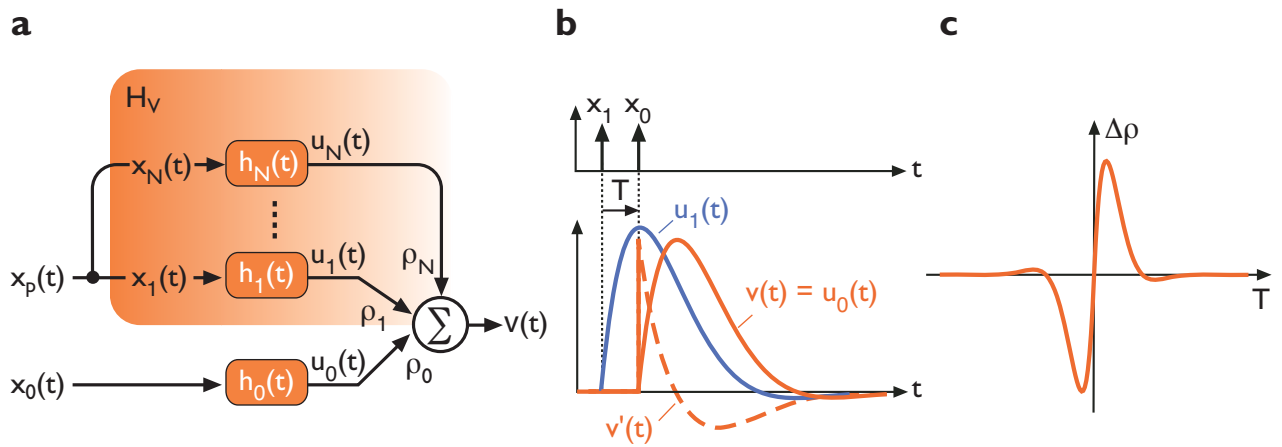 a
H_V
x_N(t)
h_N(t)
u_N(t)
x_P(t)
x_1(t)
h_1(t)
u_1(t)
ρ_N
ρ_1
Σ
v(t)
x_0(t)
h_0(t)
u_0(t)
ρ_0
b
x_1
x_0
t
T
u_1(t)
v(t) = u_0(t)
t
v'(t)
c
Δρ
T